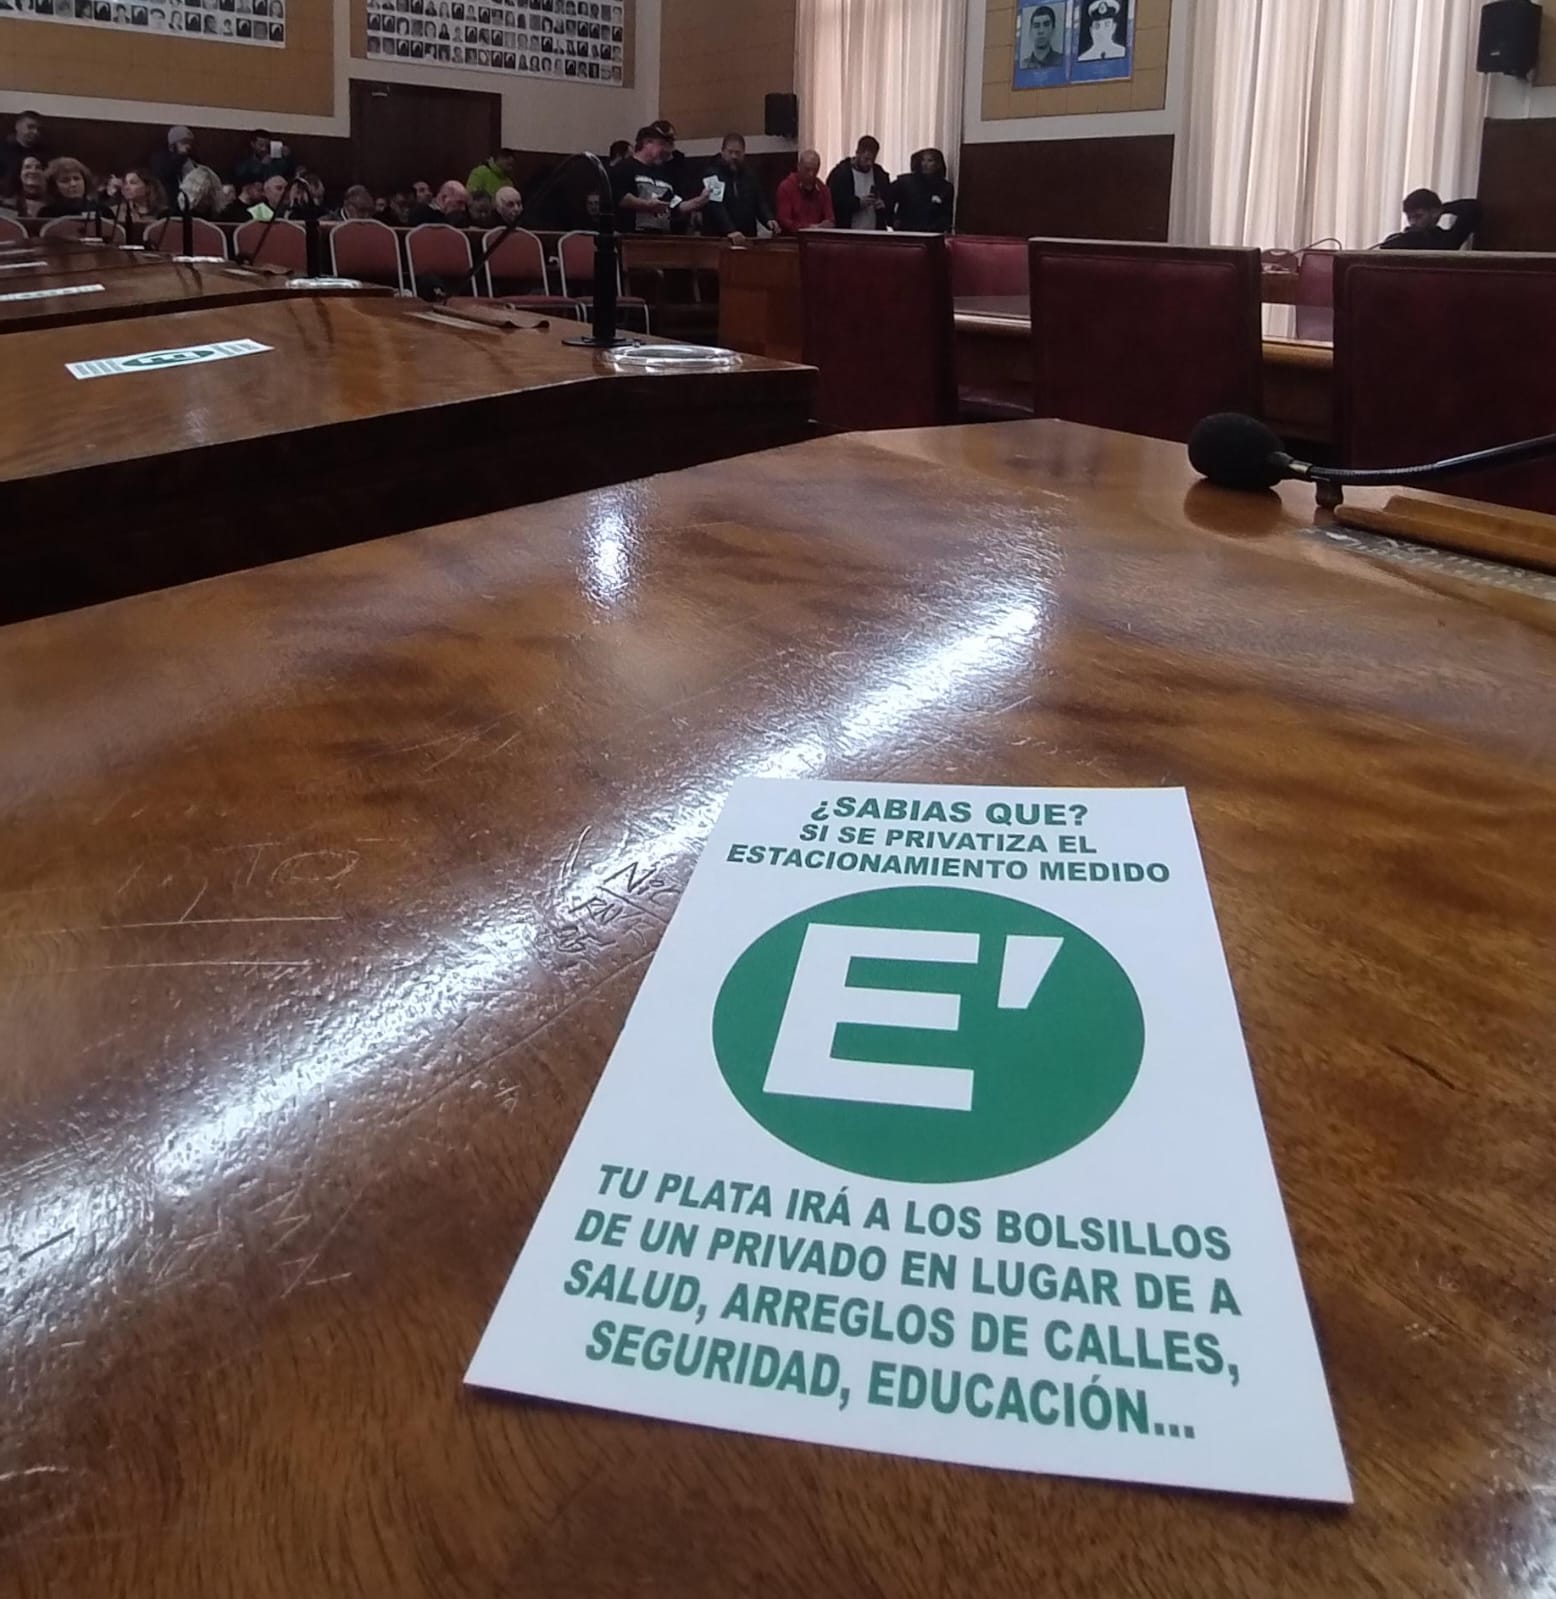 ¿SABIAS QUE?
SI SE PRIVATIZA EL
ESTACIONAMIENTO MEDIDO
E'
TU PLATA IRÁ A LOS BOLSILLOS
DE UN PRIVADO EN LUGAR DE A
SALUD, ARREGLOS DE CALLES,
SEGURIDAD, EDUCACIÓN...